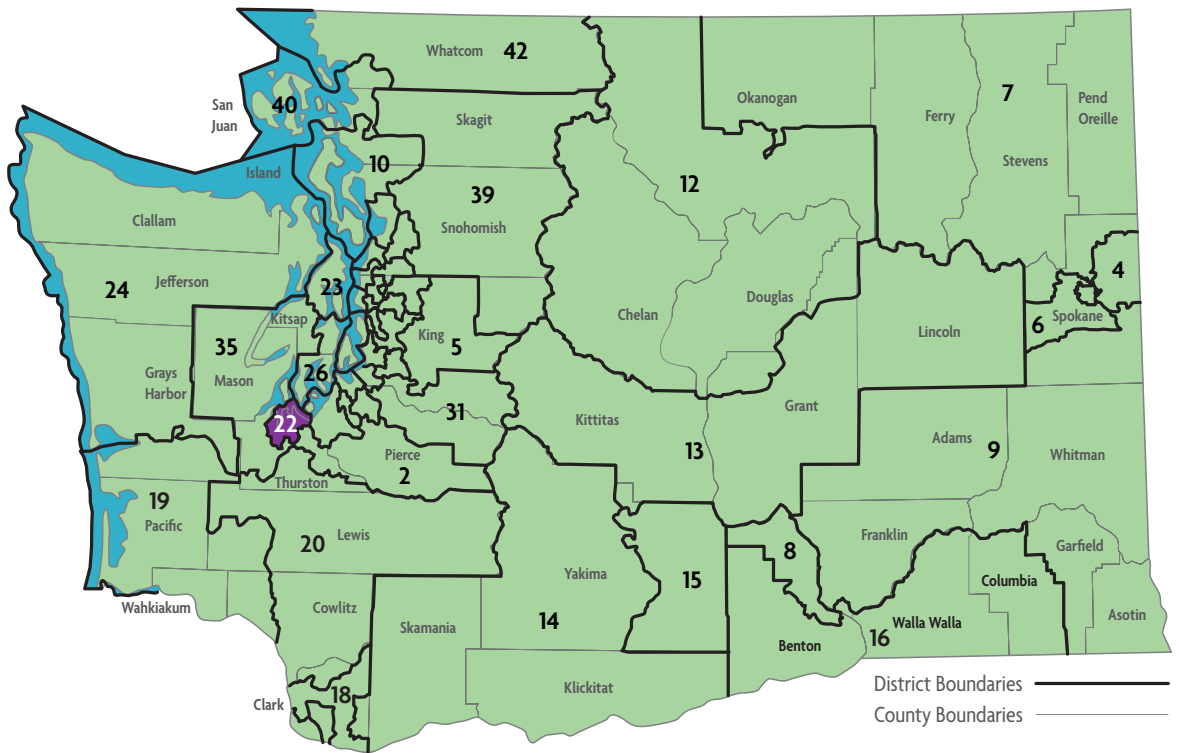 Whatcom 42
7
San
Juan
40
Okanogan
Pend
Oreille
Skagit
Ferry
Stevens
Island
10
12
39
Clallam
Snohomish
4
24
Jefferson
23
Douglas
Kitsap
Chelan
Spokane
6
35
King
5
Lincoln
Grays
Harbor
Mason
26
31
Kittitas
Grant
22
Adams
9
Whitman
13
Pierce
2
Thurston
19
Pacific
20
Lewis
Franklin
Garfield
8
Yakima
15
Columbia
Wahkiakum
Cowlitz
Asotin
14
Skamania
Walla Walla
16
Benton
Klickitat
18
Clark
District Boundaries
County Boundaries